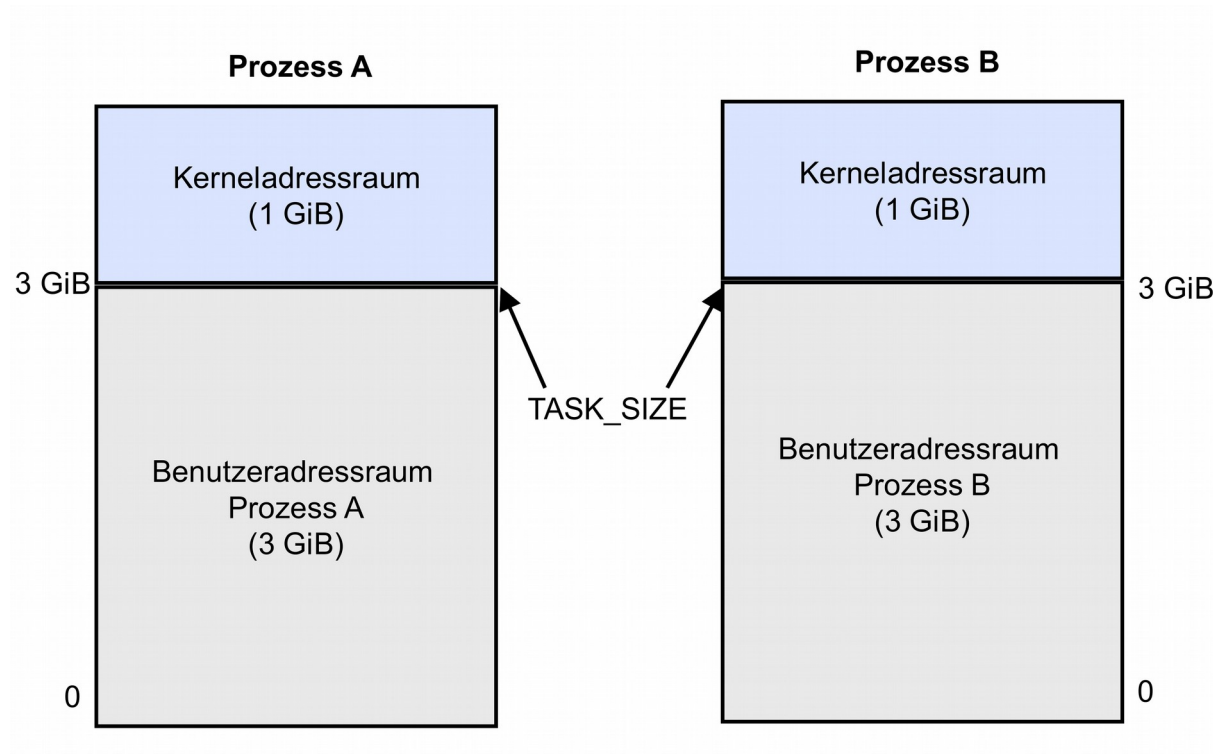 Prozess A
Kerneladressraum
(1 GiB)
3 GiB
Benutzeradressraum
Prozess A
(3 GiB)
0
TASK_SIZE
Prozess B
Kerneladressraum
(1 GiB)
3 GiB
Benutzeradressraum
Prozess B
(3 GiB)
0